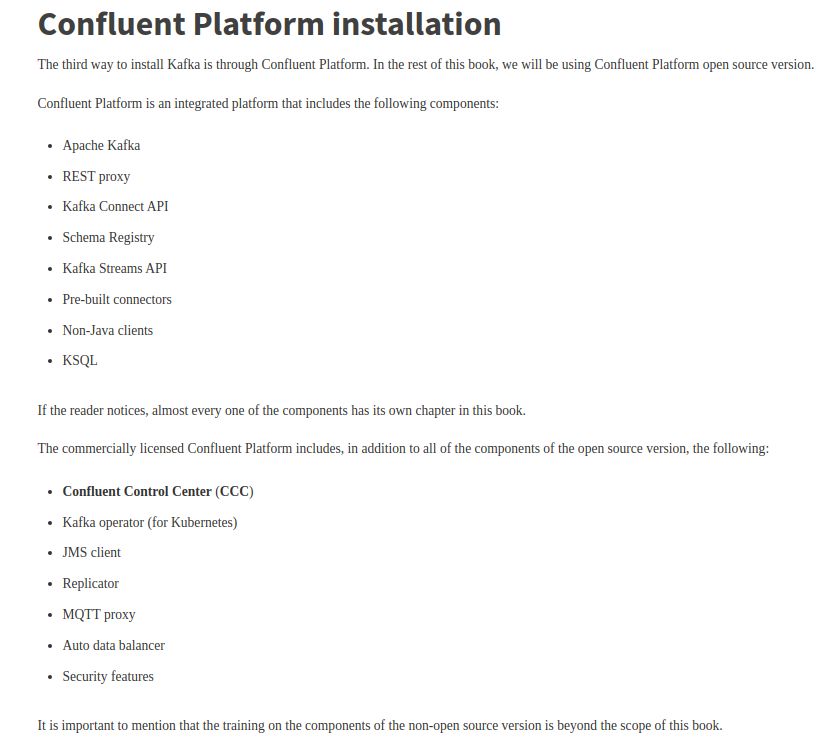 Confluent Platform installation
The third way to install Kafka is through Confluent Platform. In the rest of this book, we will be using Confluent Platform open source version.
Confluent Platform is an integrated platform that includes the following components:
• Apache Kafka
• REST proxy
• Kafka Connect API
• Schema Registry
• Kafka Streams API
• Pre-built connectors
• Non-Java clients
• KSQL
If the reader notices, almost every one of the components has its own chapter in this book.
The commercially licensed Confluent Platform includes, in addition to all of the components of the open source version, the following:
• Confluent Control Center (CCC)
• Kafka operator (for Kubernetes)
• JMS client
• Replicator
• MQTT proxy
• Auto data balancer
• Security features
It is important to mention that the training on the components of the non-open source version is beyond the scope of this book.